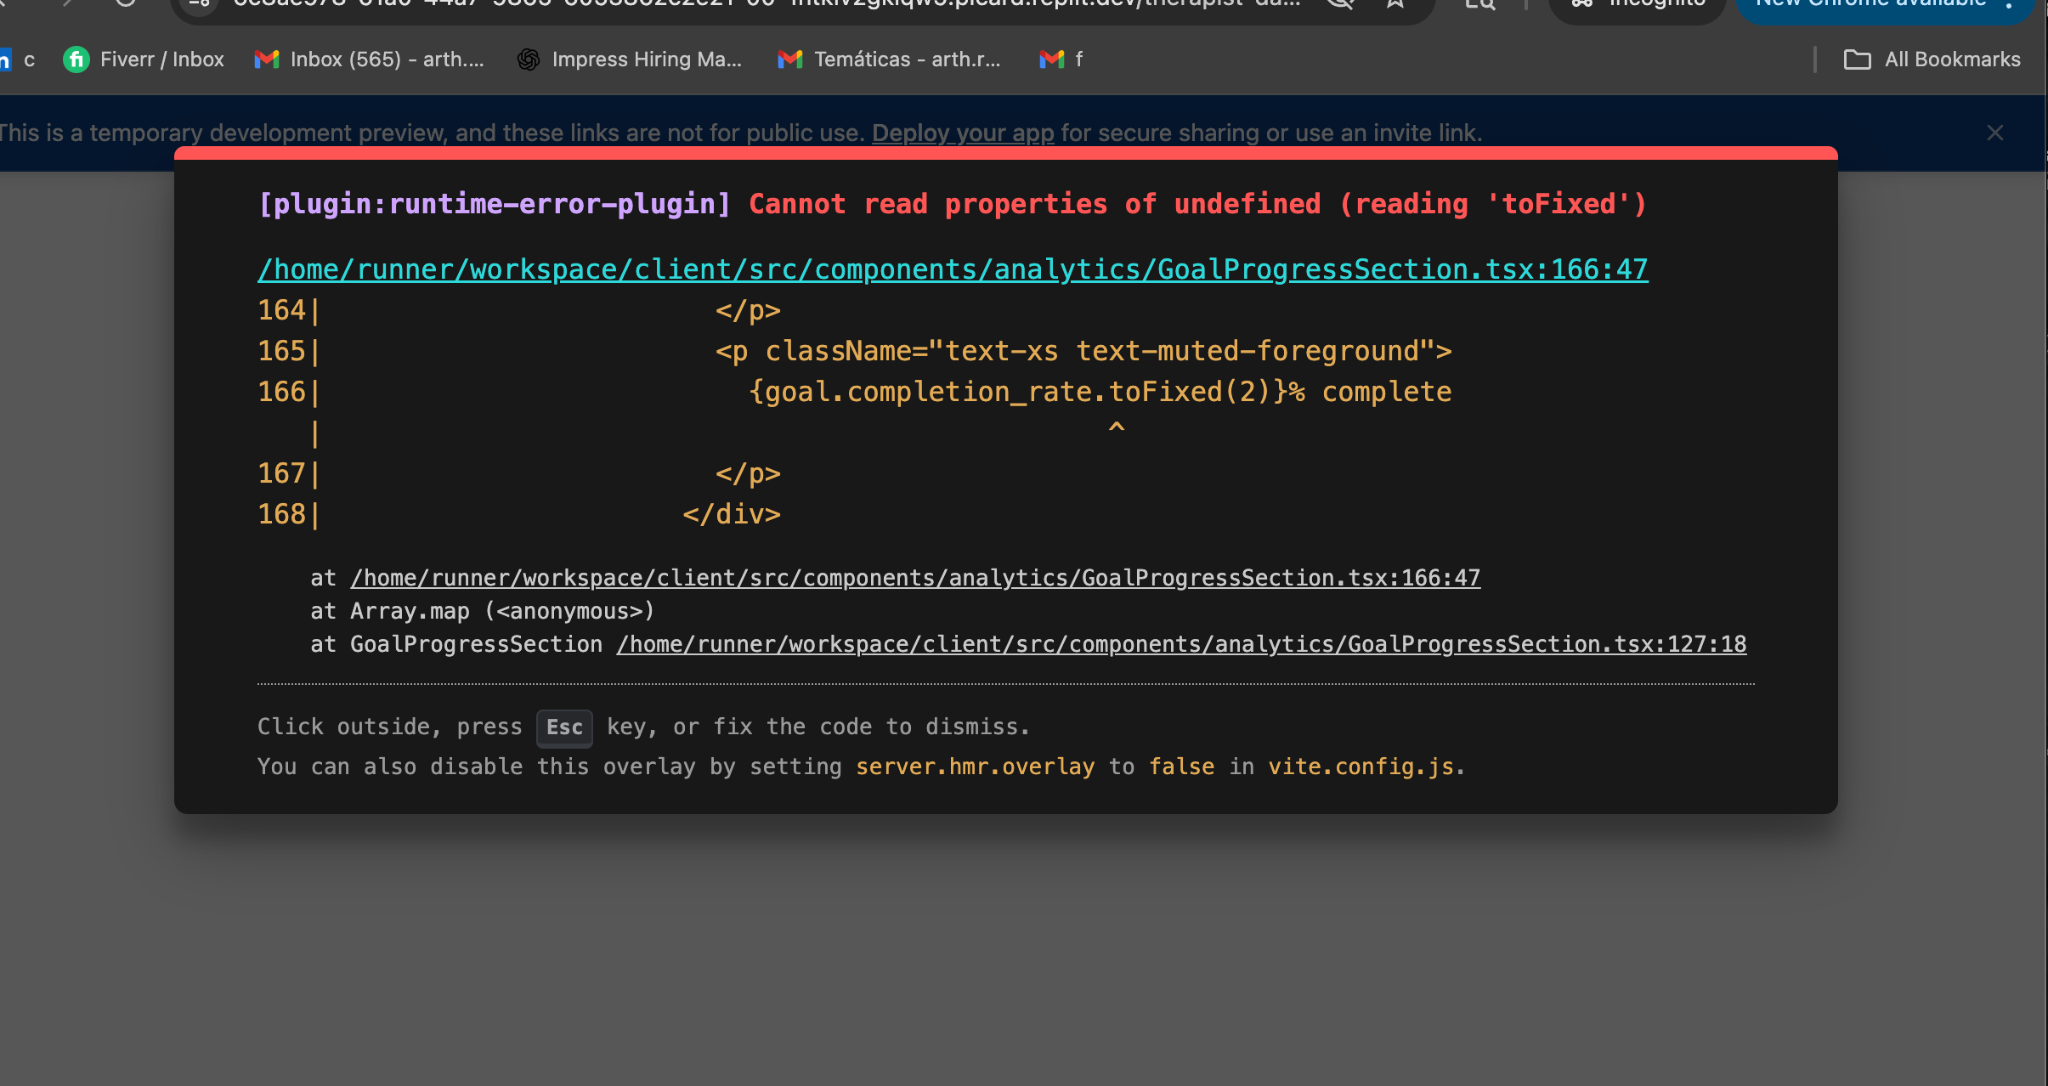 Incognito
New Chrome available
c
Fiverr / Inbox
Inbox (565) - arth....
Impress Hiring Ma...
Temáticas - arth.r...
f
All Bookmarks
This is a temporary development preview, and these links are not for public use. Deploy your app for secure sharing or use an invite link.
[plugin:runtime-error-plugin] Cannot read properties of undefined (reading 'toFixed')
/home/runner/workspace/client/src/components/analytics/GoalProgressSection.tsx:166:47
164| </p>
165| <p className="text-xs text-muted-foreground">
166| {goal.completion_rate.toFixed(2)}% complete
| ^
167| </p>
168| </div>
at /home/runner/workspace/client/src/components/analytics/GoalProgressSection.tsx:166:47
at Array.map (<anonymous>)
at GoalProgressSection /home/runner/workspace/client/src/components/analytics/GoalProgressSection.tsx:127:18
Click outside, press Esc key, or fix the code to dismiss.
You can also disable this overlay by setting server.hmr.overlay to false in vite.config.js.